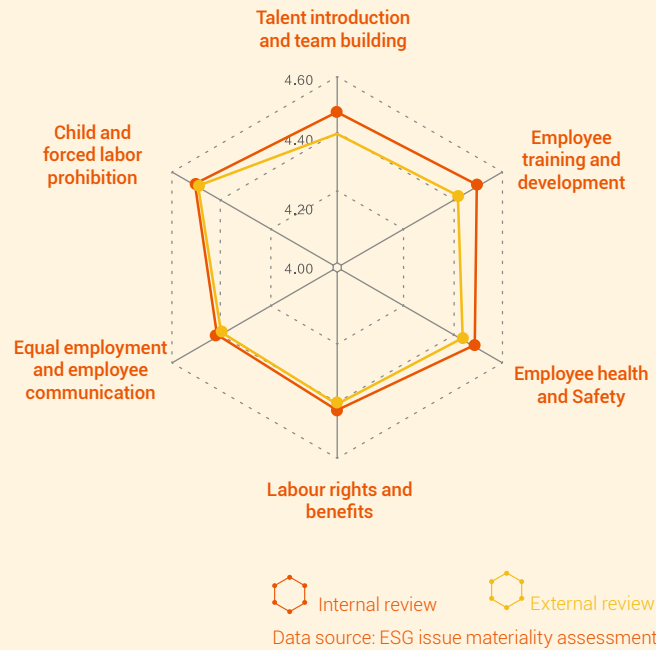 Talent introduction
and team building
4.60
4.40
4.20
4.00
Child and
forced labor
prohibition
Employee
training and
development
Equal employment
and employee
communication
Employee health
and Safety
Labour rights and
benefits
Internal review
External review
Data source: ESG issue materiality assessment